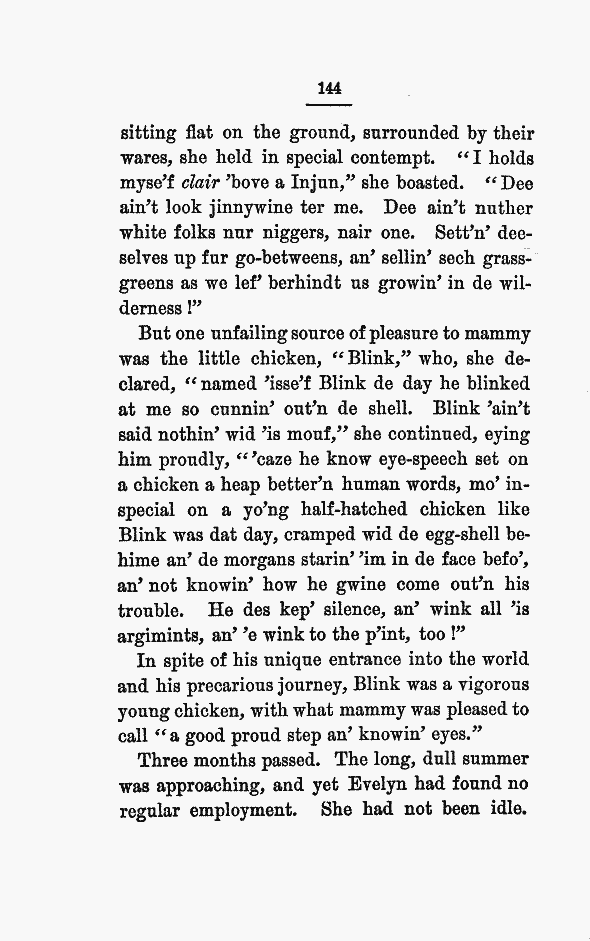 144
sitting flat on the ground, surrounded by their
wares, she held in special contempt. “I holds
myse’f clair ’bove a Injun,” she boasted. “Dee
ain’t look jinnywine ter me. Dee ain’t nuther
white folks nur niggers, nair one. Sett’n’ dee-
selves up fur go-betweens, an’ sellin’ sech grass-
greens as we lef’ berhindt us growin’ in de wil-
derness!”
But one unfailing source of pleasure to mammy
was the little chicken, “Blink,” who, she de-
clared, “named ’isse’f Blink de day he blinked
at me so cunnin’ out’n de shell. Blink ’ain’t
said nothin’ wid ’is mouf,” she continued, eying
him proudly, “’caze he know eye-speech set on
a chicken a heap better’n human words, mo’ in-
special on a yo’ng half-hatched chicken like
Blink was dat day, cramped wid de egg-shell be-
hime an’ de morgans starin’ ’im in de face befo’,
an’ not knowin’ how he gwine come out’n his
trouble. He des kep’ silence, an’ wink all ’is
argimints, an’ ’e wink to the p’int, too!”
In spite of his unique entrance into the world
and his precarious journey, Blink was a vigorous
young chicken, with what mammy was pleased to
call “a good proud step an’ knowin’ eyes.”
Three months passed. The long, dull summer
was approaching, and yet Evelyn had found no
regular employment. She had not been idle.